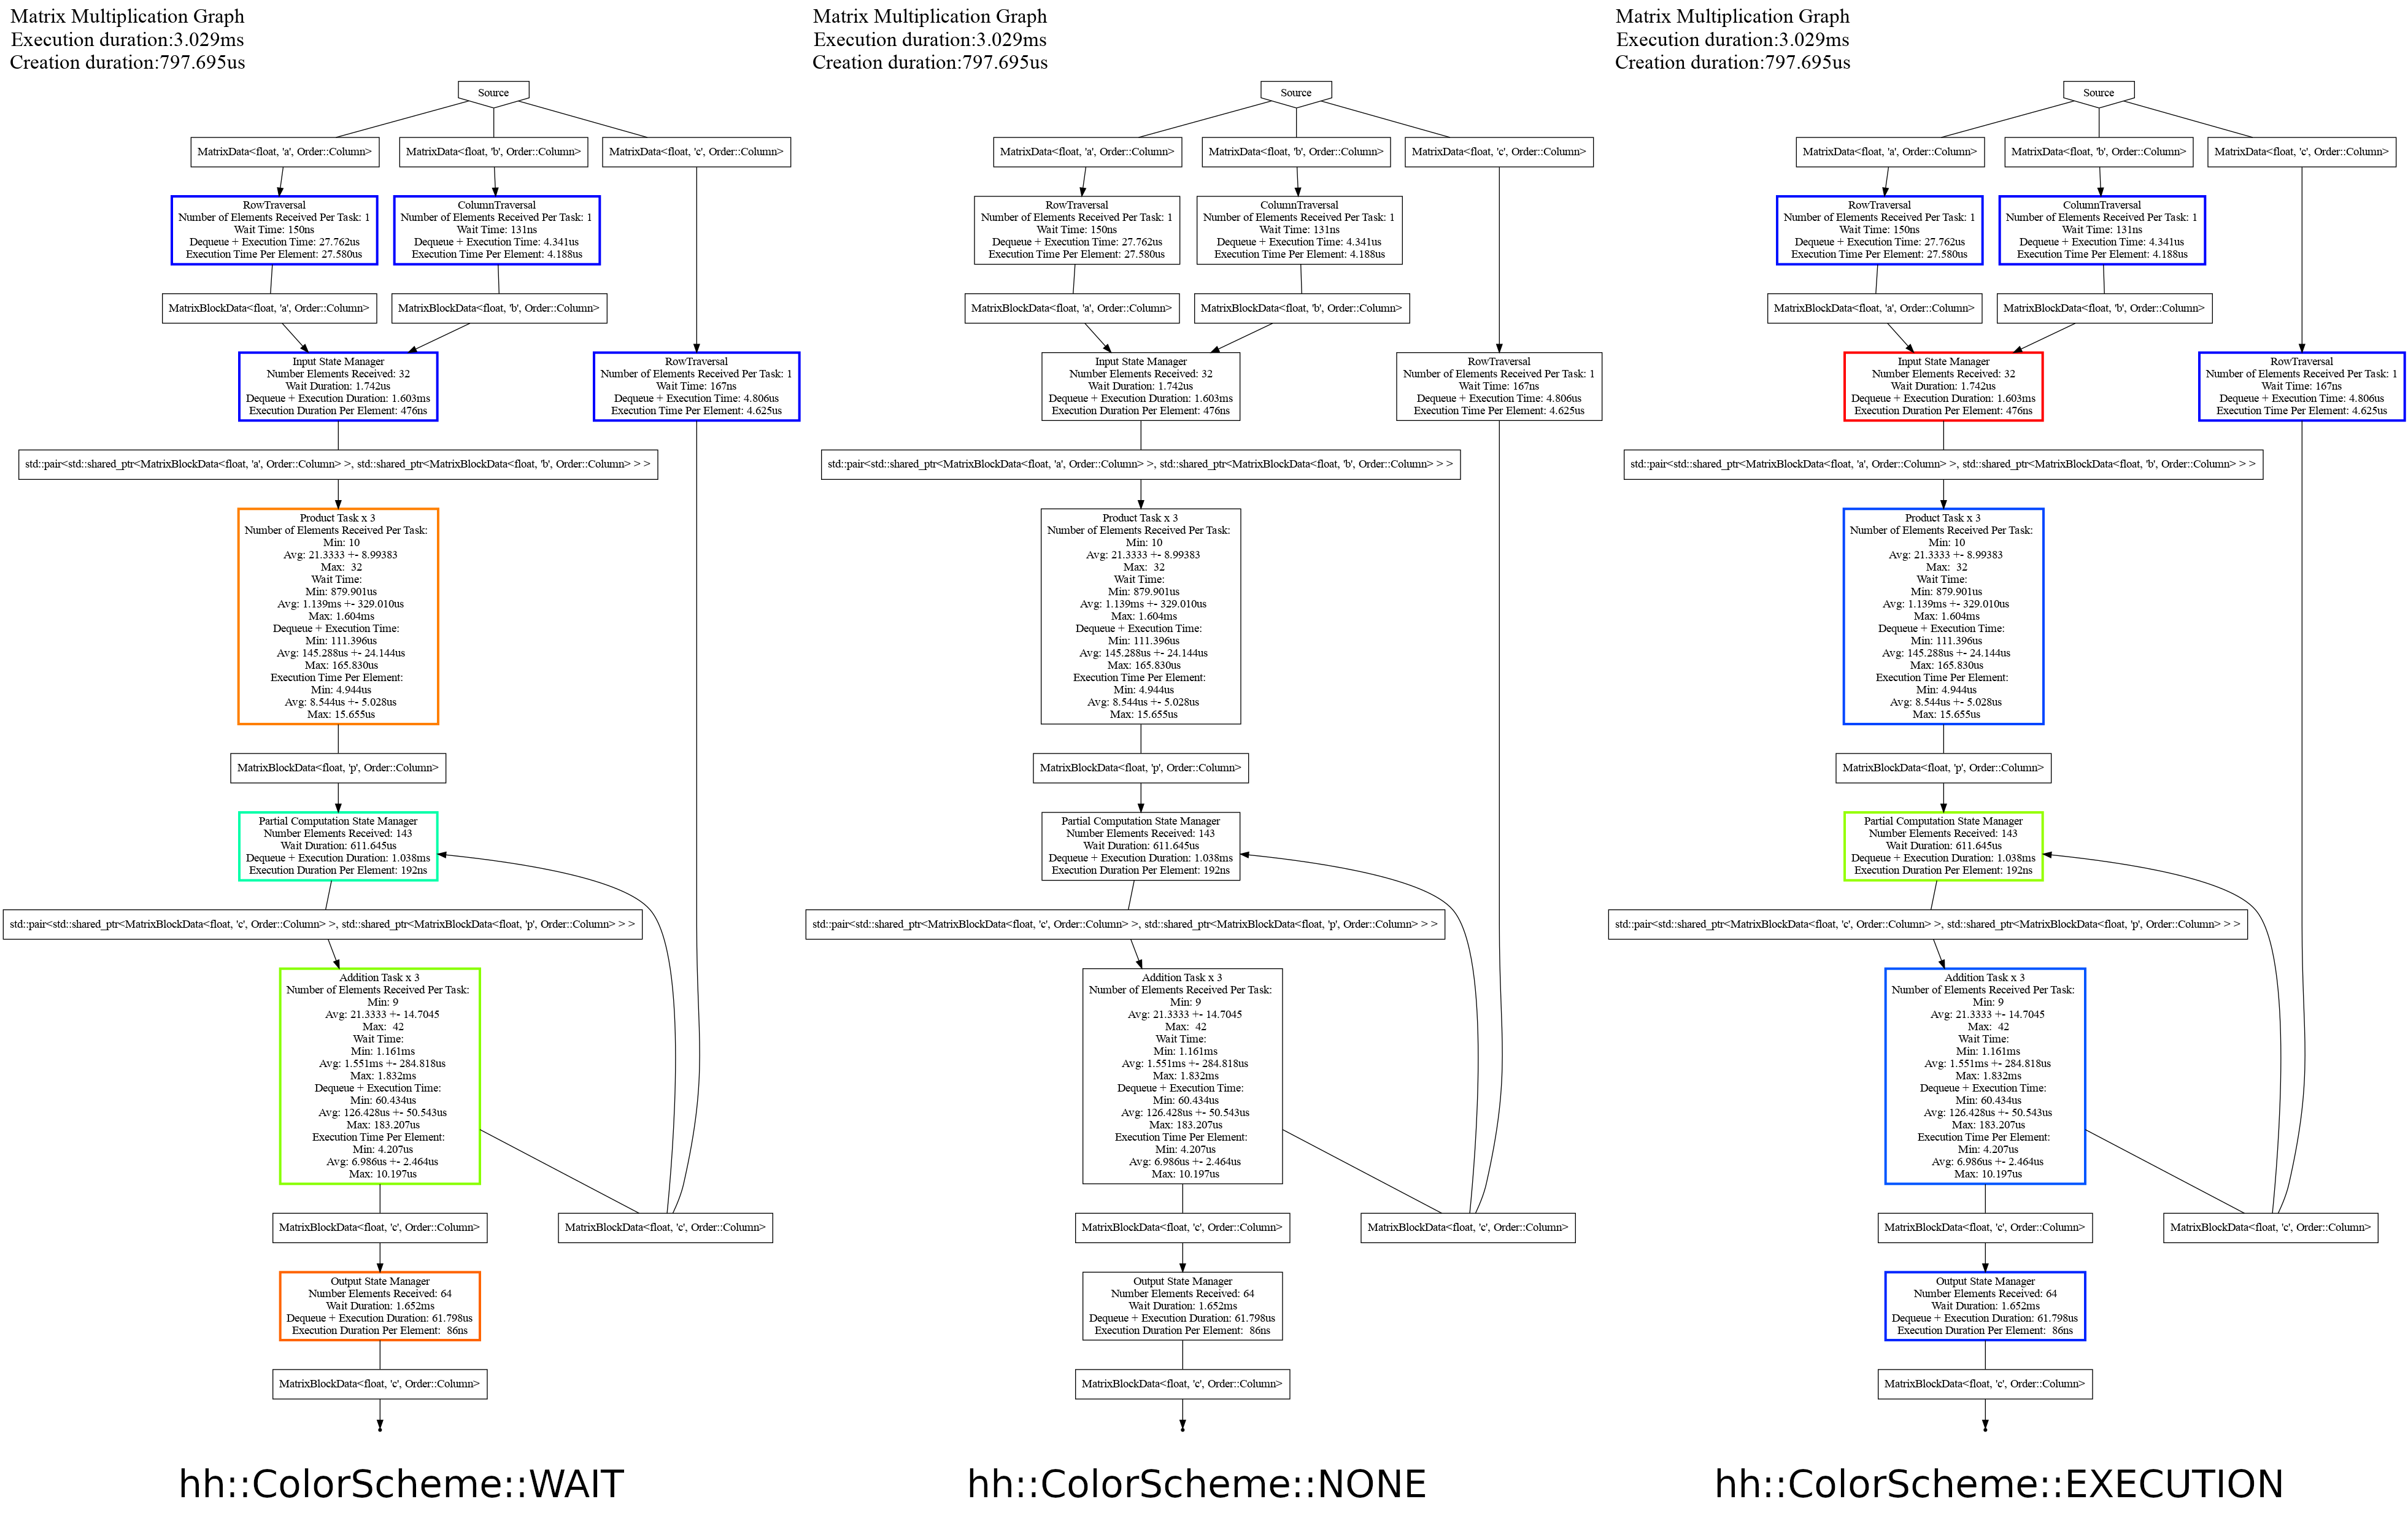 Matrix Multiplication Graph
Execution duration:3.029ms
Creation duration:797.695us
Source
MatrixData<float, 'a', Order::Column>
MatrixData<float, 'b', Order::Column>
MatrixData<float, 'c', Order::Column>
RowTraversal
Number of Elements Received Per Task: 1
Wait Time: 150ns
Dequeue + Execution Time: 27.762us
Execution Time Per Element: 27.580us
ColumnTraversal
Number of Elements Received Per Task: 1
Wait Time: 131ns
Dequeue + Execution Time: 4.341us
Execution Time Per Element: 4.188us
MatrixBlockData<float, 'a', Order::Column>
MatrixBlockData<float, 'b', Order::Column>
Input State Manager
Number Elements Received: 32
Wait Duration: 1.742us
Dequeue + Execution Duration: 1.603ms
Execution Duration Per Element: 476ns
RowTraversal
Number of Elements Received Per Task: 1
Wait Time: 167ns
Dequeue + Execution Time: 4.806us
Execution Time Per Element: 4.625us
std::pair<std::shared_ptr<MatrixBlockData<float, 'a', Order::Column> >, std::shared_ptr<MatrixBlockData<float, 'b', Order::Column> > >
Product Task x 3
Number of Elements Received Per Task:
Min: 10
Avg: 21.3333 +- 8.99383
Max: 32
Wait Time:
Min: 879.901us
Avg: 1.139ms +- 329.010us
Max: 1.604ms
Dequeue + Execution Time:
Min: 111.396us
Avg: 145.288us +- 24.144us
Max: 165.830us
Execution Time Per Element:
Min: 4.944us
Avg: 8.544us +- 5.028us
Max: 15.655us
MatrixBlockData<float, 'p', Order::Column>
Partial Computation State Manager
Number Elements Received: 143
Wait Duration: 611.645us
Dequeue + Execution Duration: 1.038ms
Execution Duration Per Element: 192ns
std::pair<std::shared_ptr<MatrixBlockData<float, 'c', Order::Column> >, std::shared_ptr<MatrixBlockData<float, 'p', Order::Column> > >
Addition Task x 3
Number of Elements Received Per Task:
Min: 9
Avg: 21.3333 +- 14.7045
Max: 42
Wait Time:
Min: 1.161ms
Avg: 1.551ms +- 284.818us
Max: 1.832ms
Dequeue + Execution Time:
Min: 60.434us
Avg: 126.428us +- 50.543us
Max: 183.207us
Execution Time Per Element:
Min: 4.207us
Avg: 6.986us +- 2.464us
Max: 10.197us
MatrixBlockData<float, 'c', Order::Column>
MatrixBlockData<float, 'c', Order::Column>
Output State Manager
Number Elements Received: 64
Wait Duration: 1.652ms
Dequeue + Execution Duration: 61.798us
Execution Duration Per Element: 86ns
MatrixBlockData<float, 'c', Order::Column>
hh::ColorScheme::WAIT
Matrix Multiplication Graph
Execution duration:3.029ms
Creation duration:797.695us
Source
MatrixData<float, 'a', Order::Column>
MatrixData<float, 'b', Order::Column>
MatrixData<float, 'c', Order::Column>
RowTraversal
Number of Elements Received Per Task: 1
Wait Time: 150ns
Dequeue + Execution Time: 27.762us
Execution Time Per Element: 27.580us
ColumnTraversal
Number of Elements Received Per Task: 1
Wait Time: 131ns
Dequeue + Execution Time: 4.341us
Execution Time Per Element: 4.188us
MatrixBlockData<float, 'a', Order::Column>
MatrixBlockData<float, 'b', Order::Column>
Input State Manager
Number Elements Received: 32
Wait Duration: 1.742us
Dequeue + Execution Duration: 1.603ms
Execution Duration Per Element: 476ns
RowTraversal
Number of Elements Received Per Task: 1
Wait Time: 167ns
Dequeue + Execution Time: 4.806us
Execution Time Per Element: 4.625us
std::pair<std::shared_ptr<MatrixBlockData<float, 'a', Order::Column> >, std::shared_ptr<MatrixBlockData<float, 'b', Order::Column> > >
Product Task x 3
Number of Elements Received Per Task:
Min: 10
Avg: 21.3333 +- 8.99383
Max: 32
Wait Time:
Min: 879.901us
Avg: 1.139ms +- 329.010us
Max: 1.604ms
Dequeue + Execution Time:
Min: 111.396us
Avg: 145.288us +- 24.144us
Max: 165.830us
Execution Time Per Element:
Min: 4.944us
Avg: 8.544us +- 5.028us
Max: 15.655us
MatrixBlockData<float, 'p', Order::Column>
Partial Computation State Manager
Number Elements Received: 143
Wait Duration: 611.645us
Dequeue + Execution Duration: 1.038ms
Execution Duration Per Element: 192ns
std::pair<std::shared_ptr<MatrixBlockData<float, 'c', Order::Column> >, std::shared_ptr<MatrixBlockData<float, 'p', Order::Column> > >
Addition Task x 3
Number of Elements Received Per Task:
Min: 9
Avg: 21.3333 +- 14.7045
Max: 42
Wait Time:
Min: 1.161ms
Avg: 1.551ms +- 284.818us
Max: 1.832ms
Dequeue + Execution Time:
Min: 60.434us
Avg: 126.428us +- 50.543us
Max: 183.207us
Execution Time Per Element:
Min: 4.207us
Avg: 6.986us +- 2.464us
Max: 10.197us
MatrixBlockData<float, 'c', Order::Column>
MatrixBlockData<float, 'c', Order::Column>
Output State Manager
Number Elements Received: 64
Wait Duration: 1.652ms
Dequeue + Execution Duration: 61.798us
Execution Duration Per Element: 86ns
MatrixBlockData<float, 'c', Order::Column>
hh::ColorScheme::NONE
Matrix Multiplication Graph
Execution duration:3.029ms
Creation duration:797.695us
Source
MatrixData<float, 'a', Order::Column>
MatrixData<float, 'b', Order::Column>
MatrixData<float, 'c', Order::Column>
RowTraversal
Number of Elements Received Per Task: 1
Wait Time: 150ns
Dequeue + Execution Time: 27.762us
Execution Time Per Element: 27.580us
ColumnTraversal
Number of Elements Received Per Task: 1
Wait Time: 131ns
Dequeue + Execution Time: 4.341us
Execution Time Per Element: 4.188us
MatrixBlockData<float, 'a', Order::Column>
MatrixBlockData<float, 'b', Order::Column>
Input State Manager
Number Elements Received: 32
Wait Duration: 1.742us
Dequeue + Execution Duration: 1.603ms
Execution Duration Per Element: 476ns
RowTraversal
Number of Elements Received Per Task: 1
Wait Time: 167ns
Dequeue + Execution Time: 4.806us
Execution Time Per Element: 4.625us
std::pair<std::shared_ptr<MatrixBlockData<float, 'a', Order::Column> >, std::shared_ptr<MatrixBlockData<float, 'b', Order::Column> > >
Product Task x 3
Number of Elements Received Per Task:
Min: 10
Avg: 21.3333 +- 8.99383
Max: 32
Wait Time:
Min: 879.901us
Avg: 1.139ms +- 329.010us
Max: 1.604ms
Dequeue + Execution Time:
Min: 111.396us
Avg: 145.288us +- 24.144us
Max: 165.830us
Execution Time Per Element:
Min: 4.944us
Avg: 8.544us +- 5.028us
Max: 15.655us
MatrixBlockData<float, 'p', Order::Column>
Partial Computation State Manager
Number Elements Received: 143
Wait Duration: 611.645us
Dequeue + Execution Duration: 1.038ms
Execution Duration Per Element: 192ns
std::pair<std::shared_ptr<MatrixBlockData<float, 'c', Order::Column> >, std::shared_ptr<MatrixBlockData<float, 'p', Order::Column> > >
Addition Task x 3
Number of Elements Received Per Task:
Min: 9
Avg: 21.3333 +- 14.7045
Max: 42
Wait Time:
Min: 1.161ms
Avg: 1.551ms +- 284.818us
Max: 1.832ms
Dequeue + Execution Time:
Min: 60.434us
Avg: 126.428us +- 50.543us
Max: 183.207us
Execution Time Per Element:
Min: 4.207us
Avg: 6.986us +- 2.464us
Max: 10.197us
MatrixBlockData<float, 'c', Order::Column>
MatrixBlockData<float, 'c', Order::Column>
Output State Manager
Number Elements Received: 64
Wait Duration: 1.652ms
Dequeue + Execution Duration: 61.798us
Execution Duration Per Element: 86ns
MatrixBlockData<float, 'c', Order::Column>
hh::ColorScheme::EXECUTION